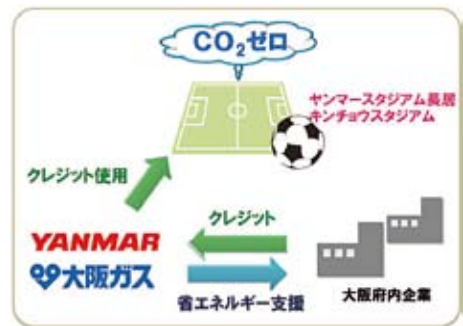 CO₂ゼロ
ヤンマースタジアム長居
キンチョウスタジアム
クレジット使用
クレジット
YANMAR
大阪ガス
省エネルギー支援
大阪府内企業